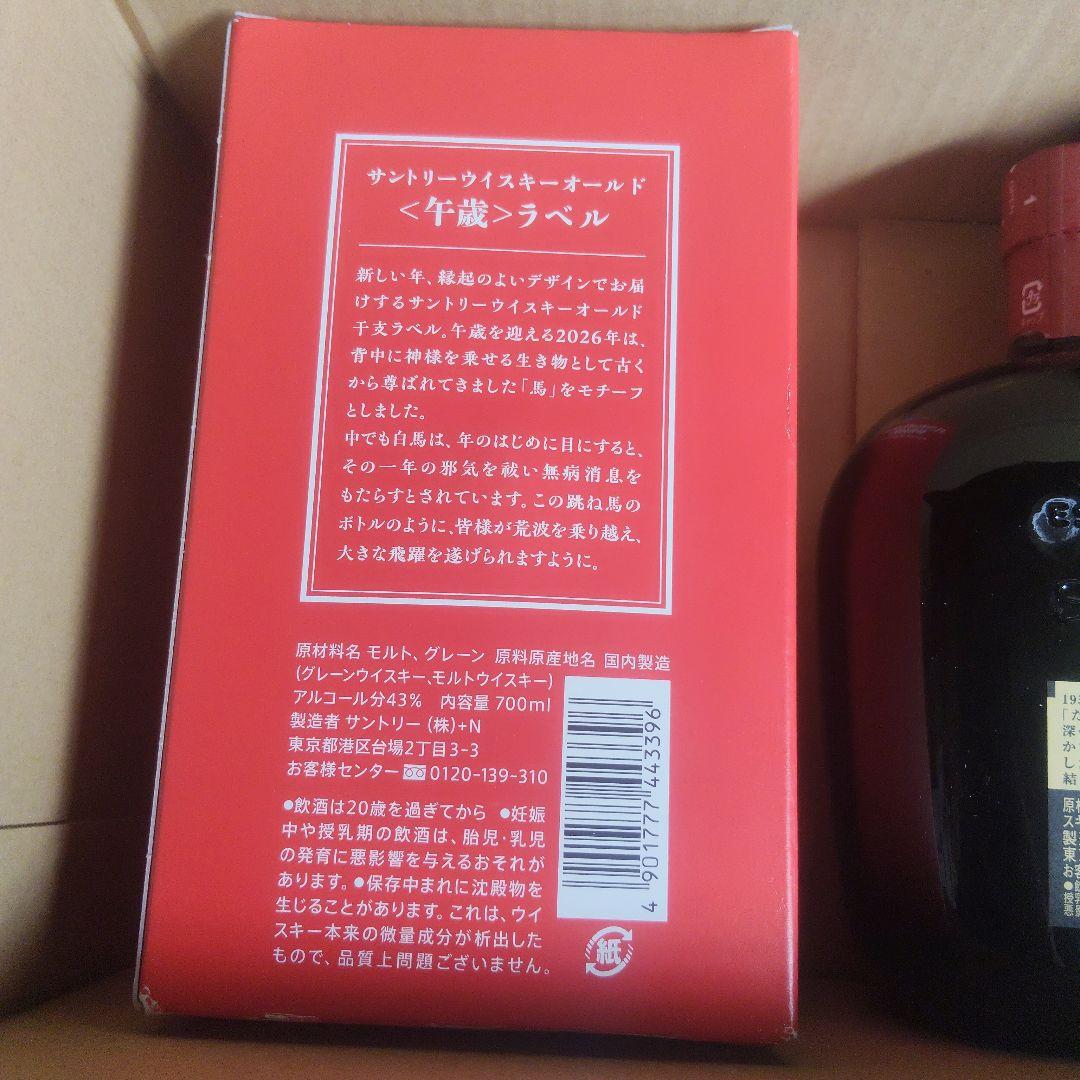 サントリーウイスキーオールド
<午歳>ラベル
新しい年、縁起のよいデザインでお届
けするサントリーウイスキーオールド
干支ラベル。午歳を迎える2026年は、
背中に神様を乗せる生き物として古く
から尊ばれてきました「馬」をモチーフ
としました。
中でも白馬は、年のはじめに目にすると、
その一年の邪気を祓い無病消息を
もたらすとされています。この跳ね馬の
ボトルのように、皆様が荒波を乗り越え、
大きな飛躍を遂げられますように。
原材料名 モルト、グレーン 原料原産地名 国内製造
(グレーンウイスキー、モルトウイスキー)
アルコール分43% 内容量 700ml
製造者 サントリー(株)+N
東京都港区台場2丁目3-3
お客様センター 0120-139-310
●飲酒は20歳を過ぎてから ●妊娠
中や授乳期の飲酒は、胎児・乳児
の発育に悪影響を与えるおそれが
あります。●保存中まれに沈殿物を
生じることがあります。これは、ウイ
スキー本来の微量成分が析出した
もので、品質上問題ございません。
4 901777 443396
紙
「た
深
か
し
結
原
ス
製
東
お